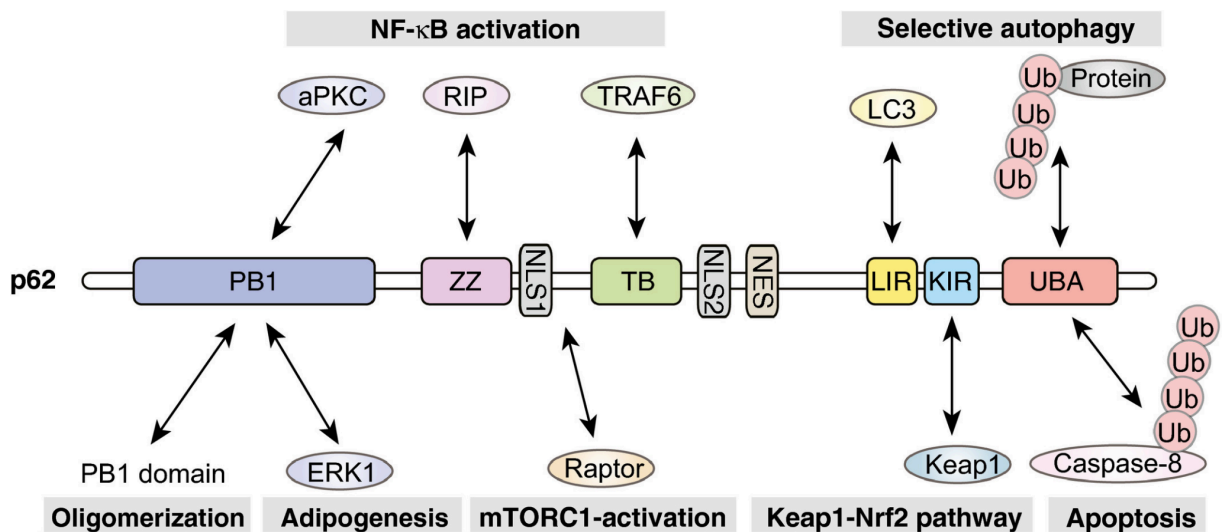 NF-κB activation
Selective autophagy
aPKC
RIP
TRAF6
LC3
Ub
Protein
Ub
Ub
Ub
p62
PB1
ZZ
NLS1
TB
NLS2
NES
LIR
KIR
UBA
Ub
Ub
Ub
Ub
PB1 domain
ERK1
Raptor
Keap1
Caspase-8
Oligomerization
Adipogenesis
mTORC1-activation
Keap1-Nrf2 pathway
Apoptosis